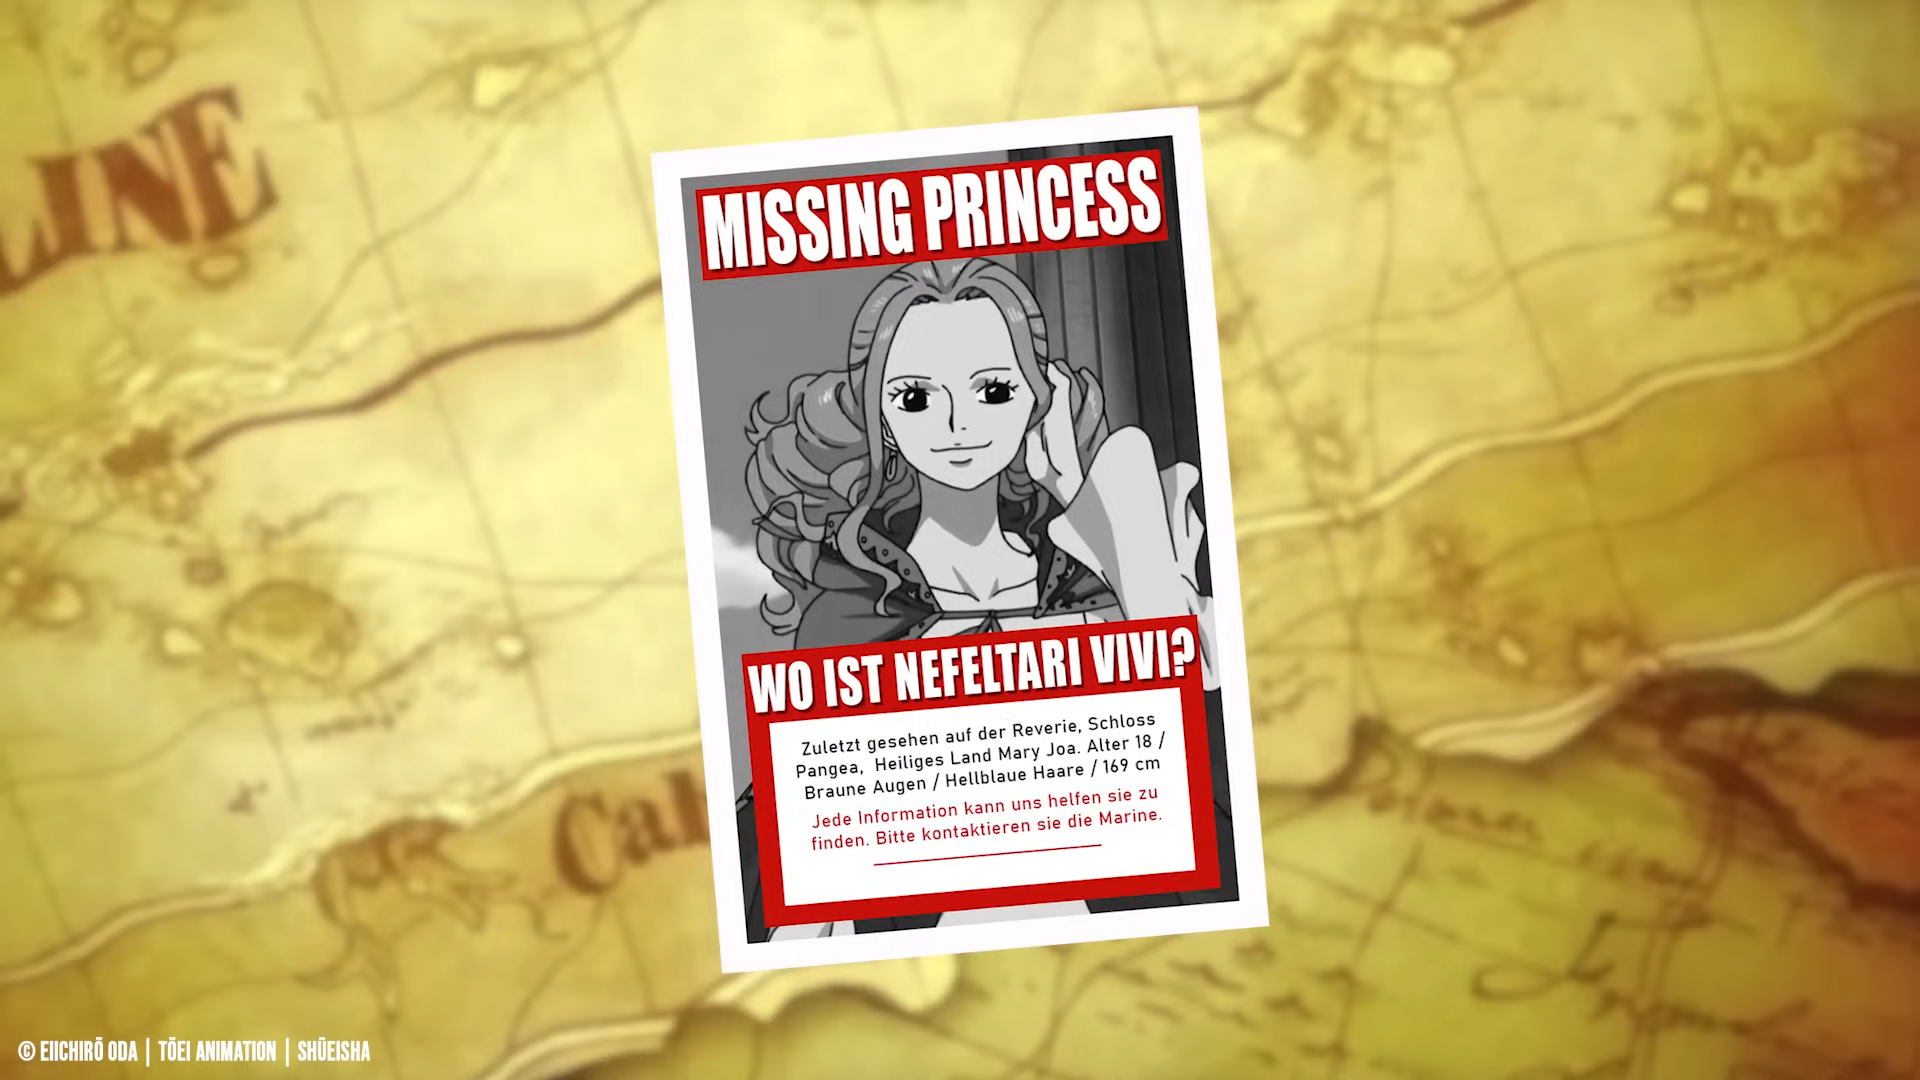 LINE
MISSING PRINCESS
WO IST NEFELTARI VIVI?
Zuletzt gesehen auf der Reverie, Schloss
Pangea, Heiliges Land Mary Joa. Alter 18 /
Braune Augen / Hellblaue Haare / 169 cm
Jede Information kann uns helfen sie zu
finden. Bitte kontaktieren sie die Marine.
Cal
© EIICHIRŌ ODA | TŌEI ANIMATION | SHŪEISHA